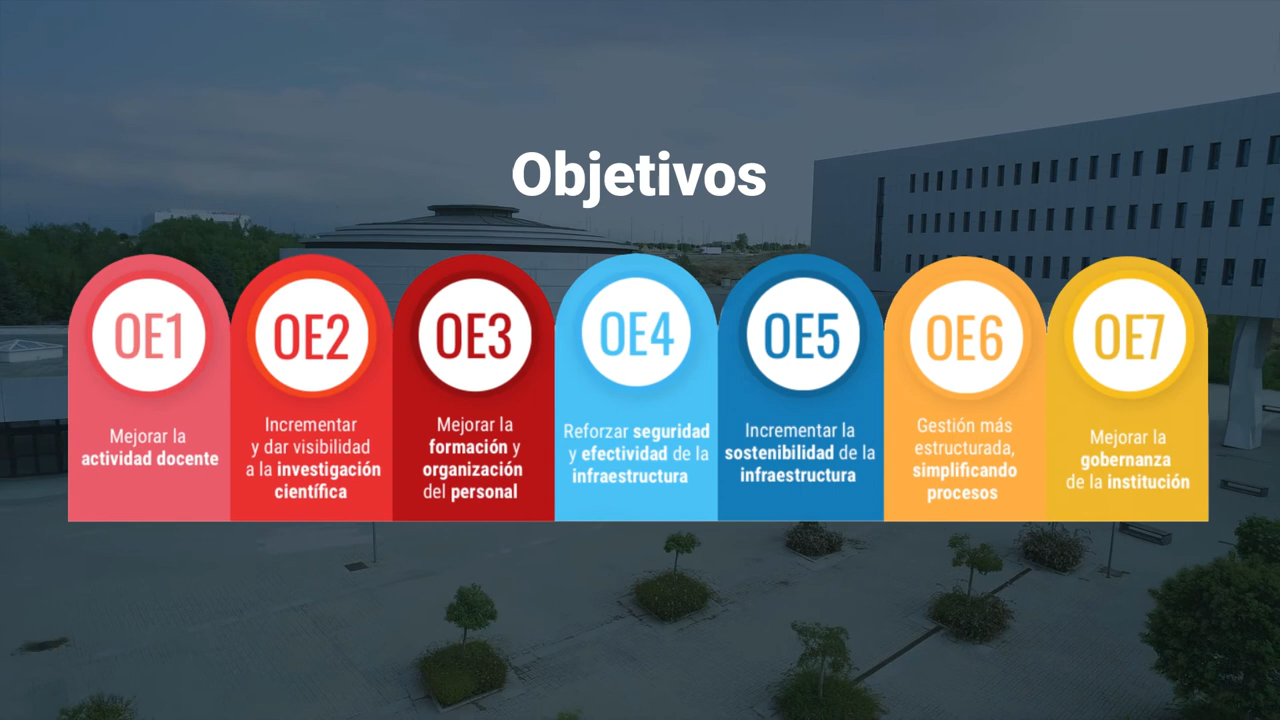 Objetivos
OE1
Mejorar la
actividad docente
OE2
Incrementar
y dar visibilidad
a la investigación
científica
OE3
Mejorar la
formación y
organización
del personal
OE4
Reforzar seguridad
y efectividad de la
infraestructura
OE5
Incrementar la
sostenibilidad de la
infraestructura
OE6
Gestión más
estructurada,
simplificando
procesos
OE7
Mejorar la
gobernanza
de la institución